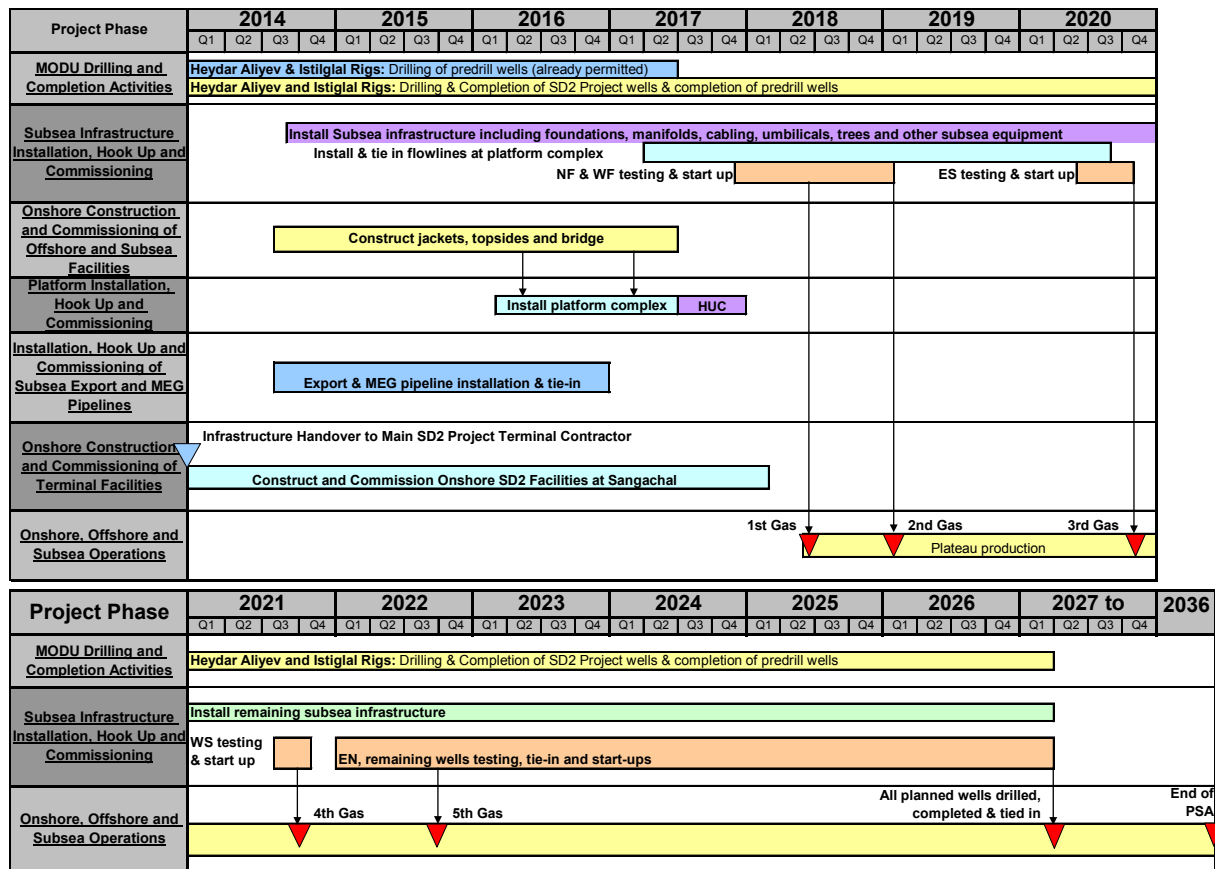 Project Phase
2014 2015 2016 2017 2018 2019 2020
Q1 Q2 Q3 Q4 Q1 Q2 Q3 Q4 Q1 Q2 Q3 Q4 Q1 Q2 Q3 Q4 Q1 Q2 Q3 Q4 Q1 Q2 Q3 Q4 Q1 Q2 Q3 Q4
MODU Drilling and
Completion Activities
Heydar Aliyev & Istilglal Rigs: Drilling of predrill wells (already permitted)
Heydar Aliyev and Istiglal Rigs: Drilling & Completion of SD2 Project wells & completion of predrill wells
Subsea Infrastructure
Installation, Hook Up and
Commissioning
Install Subsea infrastructure including foundations, manifolds, cabling, umbilicals, trees and other subsea equipment
Install & tie in flowlines at platform complex
NF & WF testing & start up
ES testing & start up
Onshore Construction
and Commissioning of
Offshore and Subsea
Facilities
Construct jackets, topsides and bridge
Platform Installation,
Hook Up and
Commissioning
Install platform complex
HUC
Installation, Hook Up and
Commissioning of
Subsea Export and MEG
Pipelines
Export & MEG pipeline installation & tie-in
Onshore Construction
and Commissioning of
Terminal Facilities
Infrastructure Handover to Main SD2 Project Terminal Contractor
Construct and Commission Onshore SD2 Facilities at Sangachal
Onshore, Offshore and
Subsea Operations
1st Gas
2nd Gas
3rd Gas
Plateau production
Project Phase
2021 2022 2023 2024 2025 2026 2027 to 2036
Q1 Q2 Q3 Q4 Q1 Q2 Q3 Q4 Q1 Q2 Q3 Q4 Q1 Q2 Q3 Q4 Q1 Q2 Q3 Q4 Q1 Q2 Q3 Q4 Q1 Q2 Q3 Q4
MODU Drilling and
Completion Activities
Heydar Aliyev and Istiglal Rigs: Drilling & Completion of SD2 Project wells & completion of predrill wells
Subsea Infrastructure
Installation, Hook Up and
Commissioning
Install remaining subsea infrastructure
WS testing
& start up
EN, remaining wells testing, tie-in and start-ups
Onshore, Offshore and
Subsea Operations
4th Gas
5th Gas
All planned wells drilled,
completed & tied in
End of
PSA